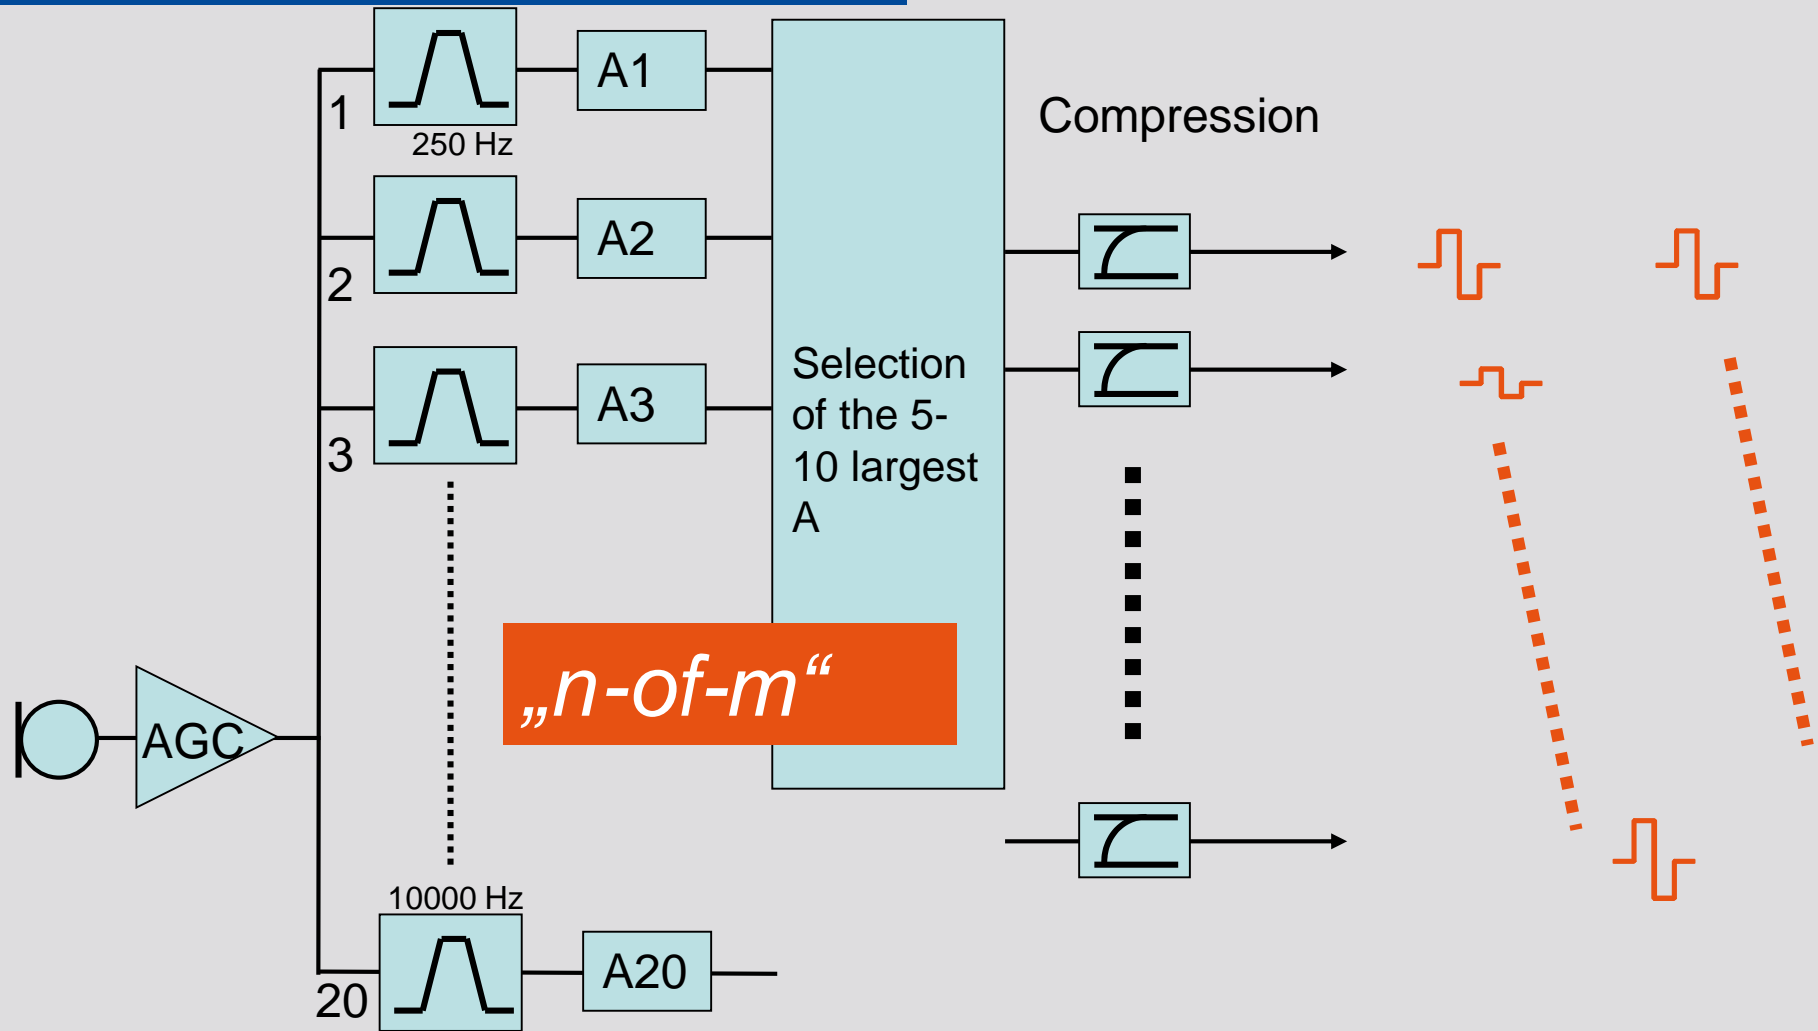 1
250 Hz
A1
Compression
2
A2
3
A3
Selection
of the 5-
10 largest
A
„n-of-m“
AGC
10000 Hz
20
A20